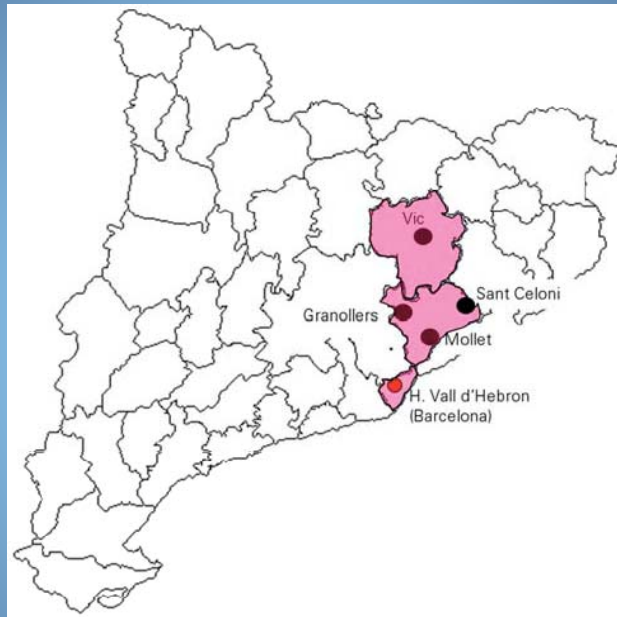 Vic
Sant Celoni
Granollers
Mollet
H. Vall d'Hebron
(Barcelona)